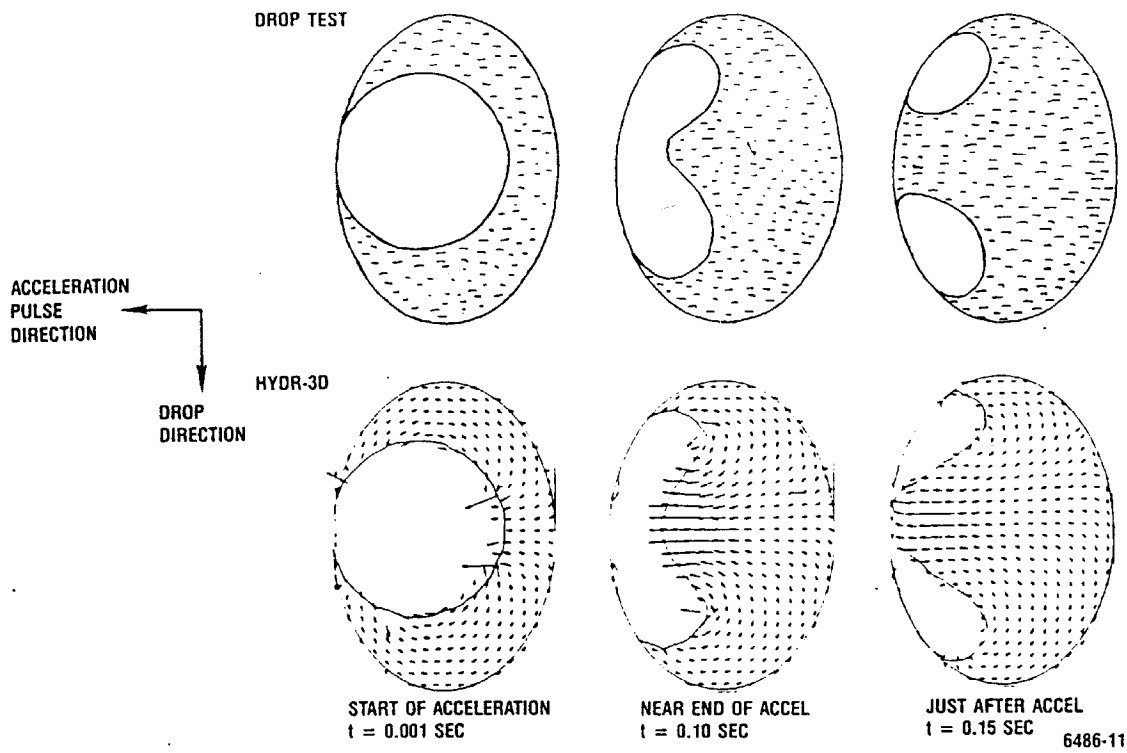 DROP TEST
ACCELERATION
PULSE
DIRECTION
DROP
DIRECTION
HYDR-3D
START OF ACCELERATION
t = 0.001 SEC
NEAR END OF ACCEL
t = 0.10 SEC
JUST AFTER ACCEL
t = 0.15 SEC
6486-11